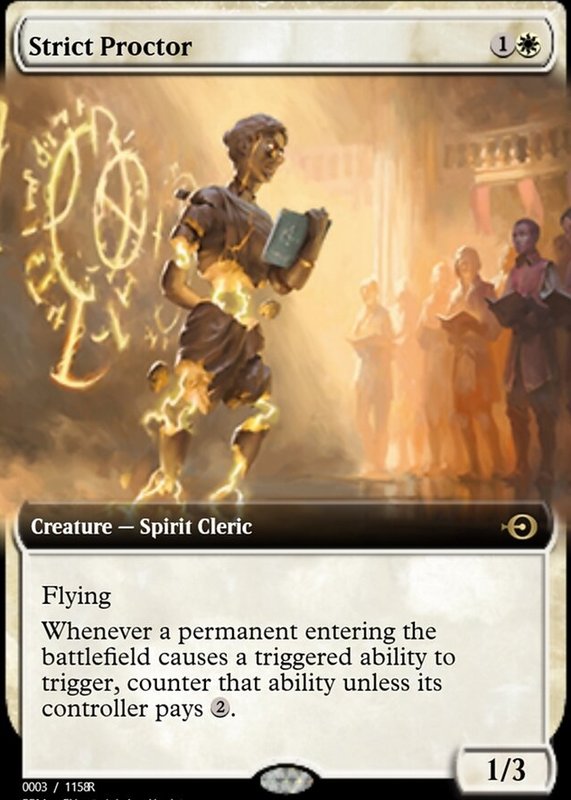 Strict Proctor 1
Creature — Spirit Cleric
Flying
Whenever a permanent entering the
battlefield causes a triggered ability to
trigger, counter that ability unless its
controller pays 2.
1/3
0003 / 1158R